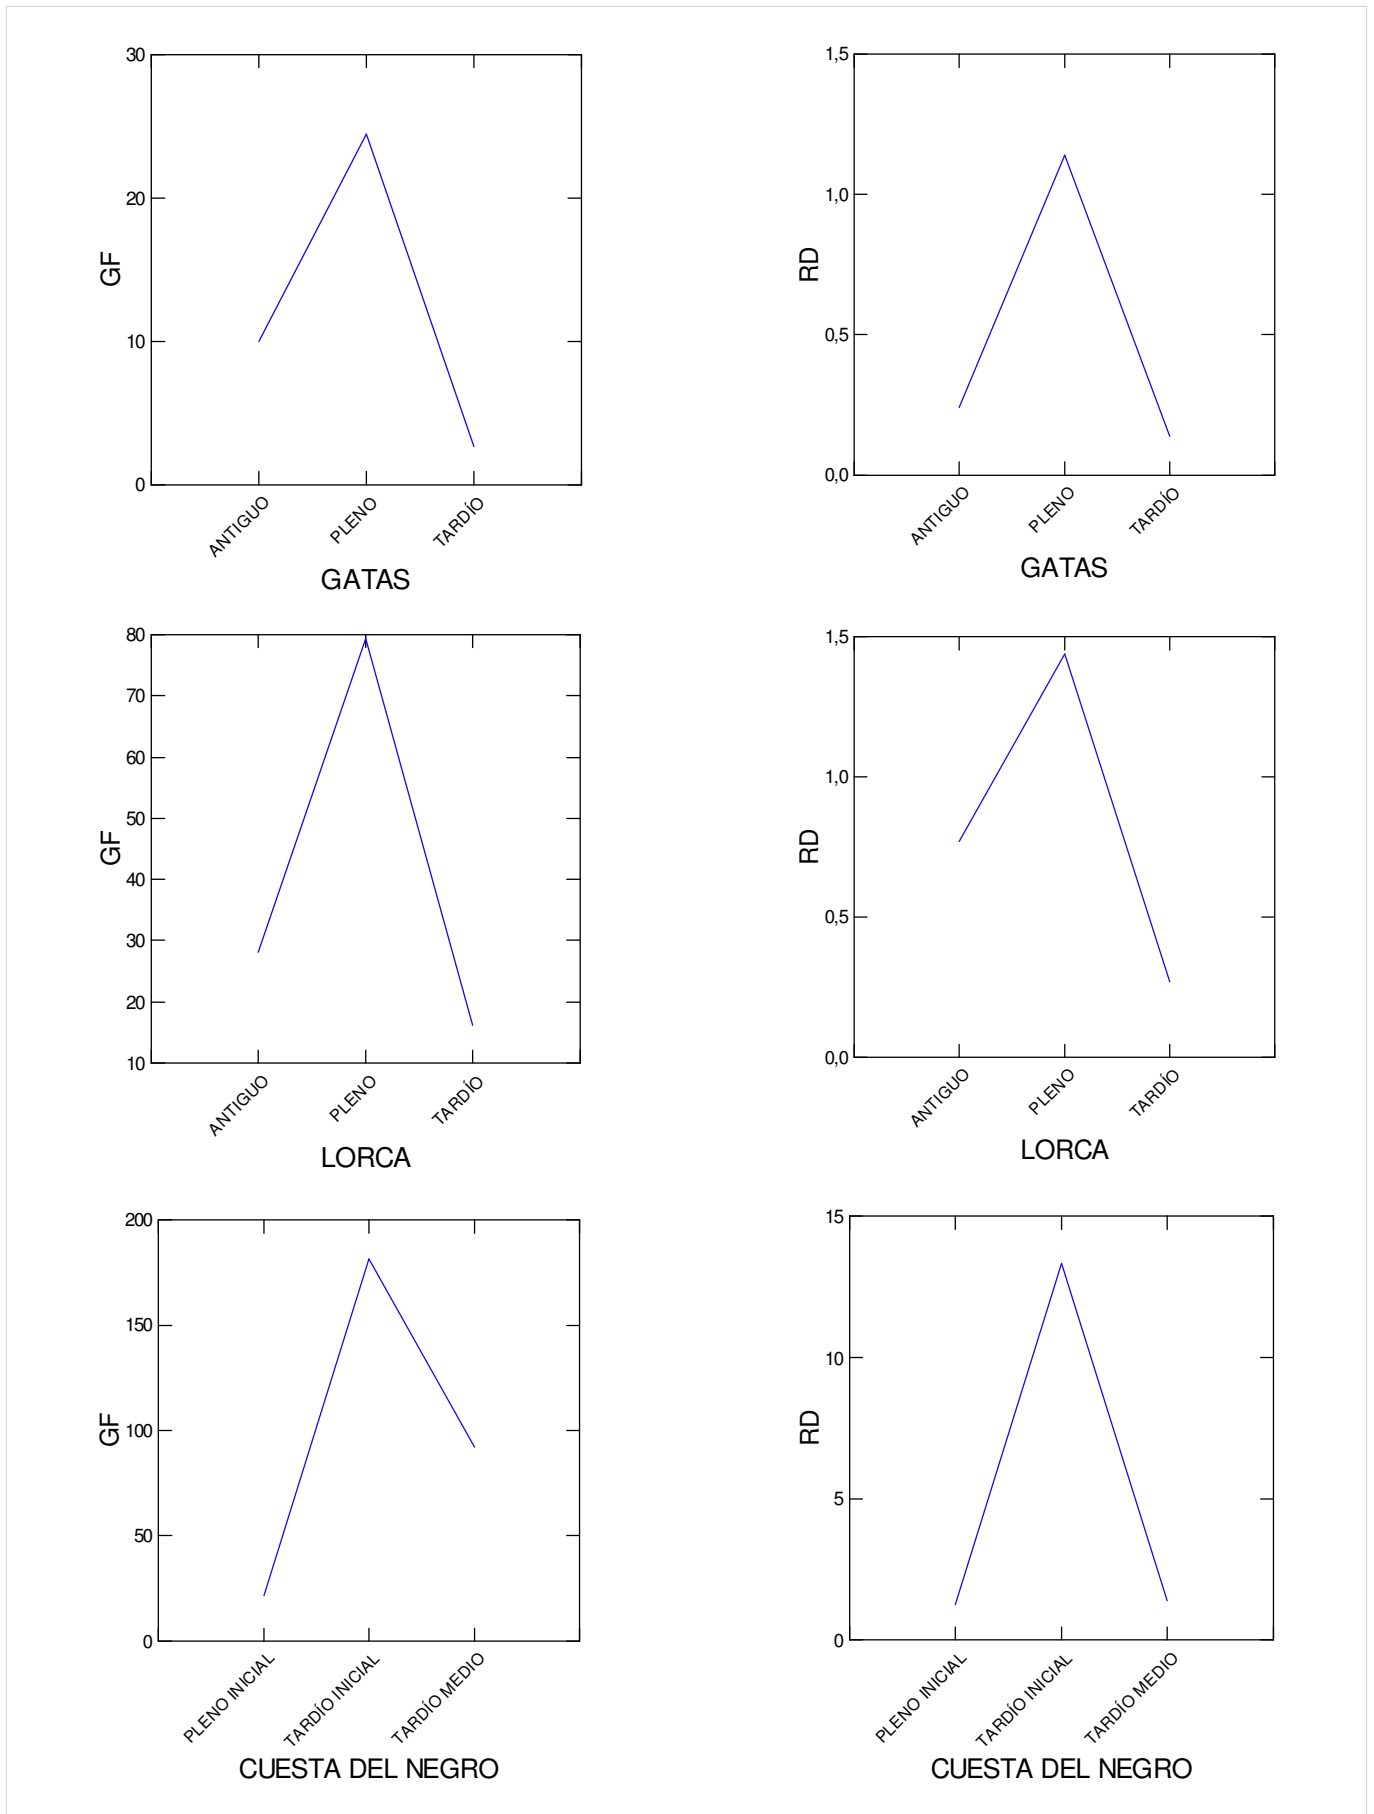 30
20
10
0
GF
ANTIGUO
PLENO
TARDÍO
GATAS
1,5
1,0
0,5
0,0
RD
ANTIGUO
PLENO
TARDÍO
GATAS
80
70
60
50
40
30
20
10
GF
ANTIGUO
PLENO
TARDÍO
LORCA
1,5
1,0
0,5
0,0
RD
ANTIGUO
PLENO
TARDÍO
LORCA
200
150
100
50
0
GF
PLENO INICIAL
TARDÍO INICIAL
TARDÍO MEDIO
CUESTA DEL NEGRO
15
10
5
0
RD
PLENO INICIAL
TARDÍO INICIAL
TARDÍO MEDIO
CUESTA DEL NEGRO